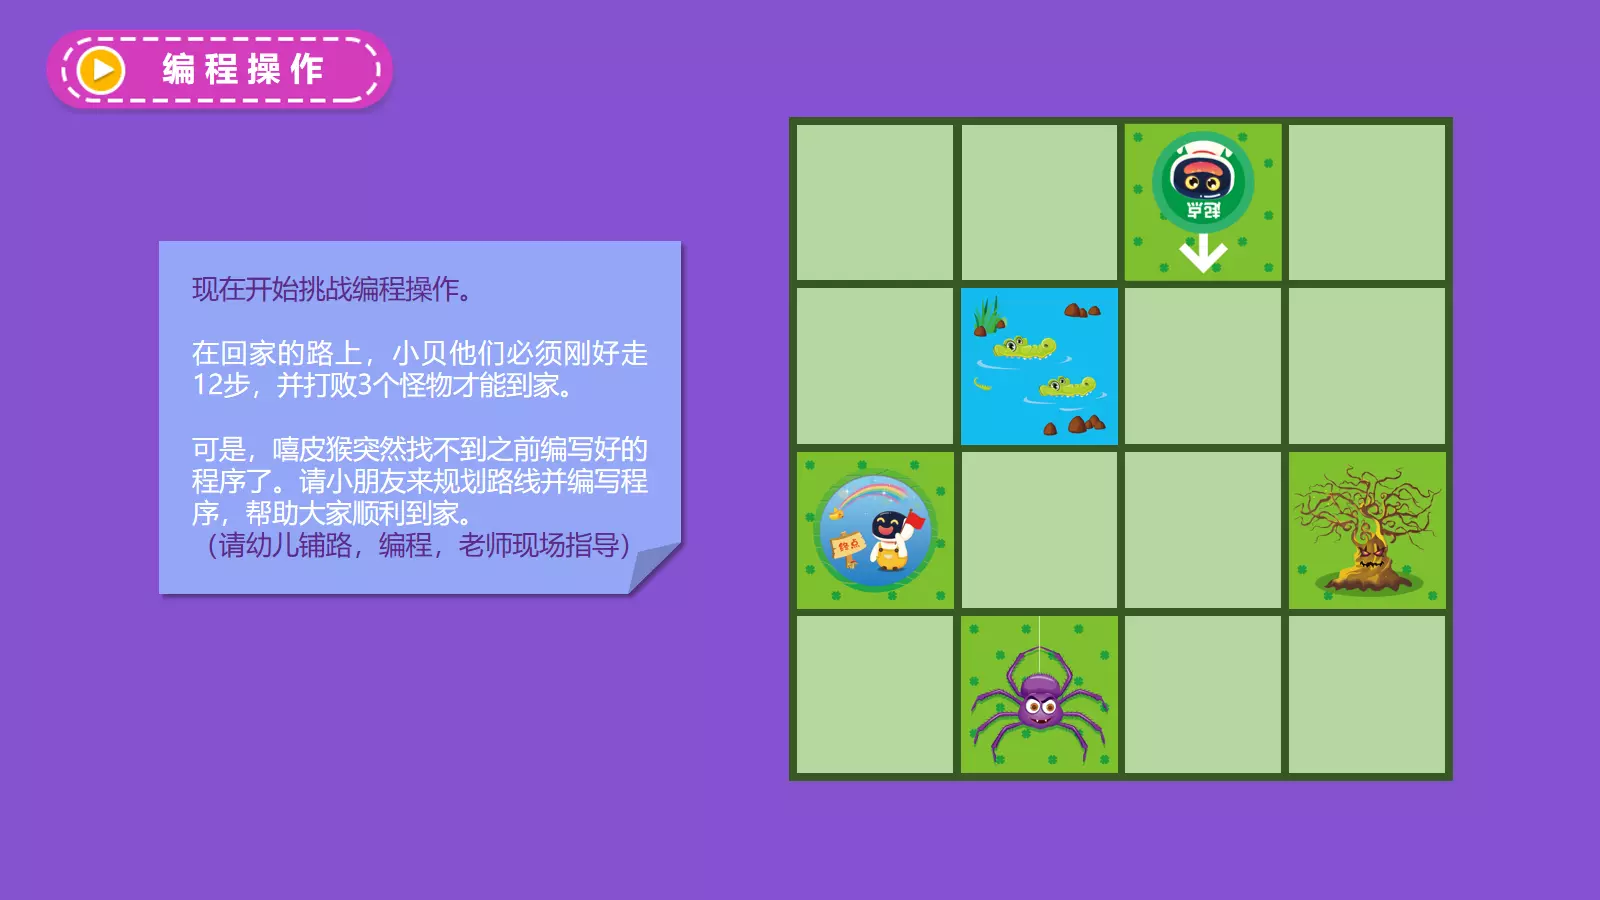 编程操作
现在开始挑战编程操作。
在回家的路上，小贝他们必须刚好走
12步，并打败3个怪物才能到家。
可是，嘻皮猴突然找不到之前编写好的
程序了。请小朋友来规划路线并编写程
序，帮助大家顺利到家。
（请幼儿铺路，编程，老师现场指导）
起点
终点